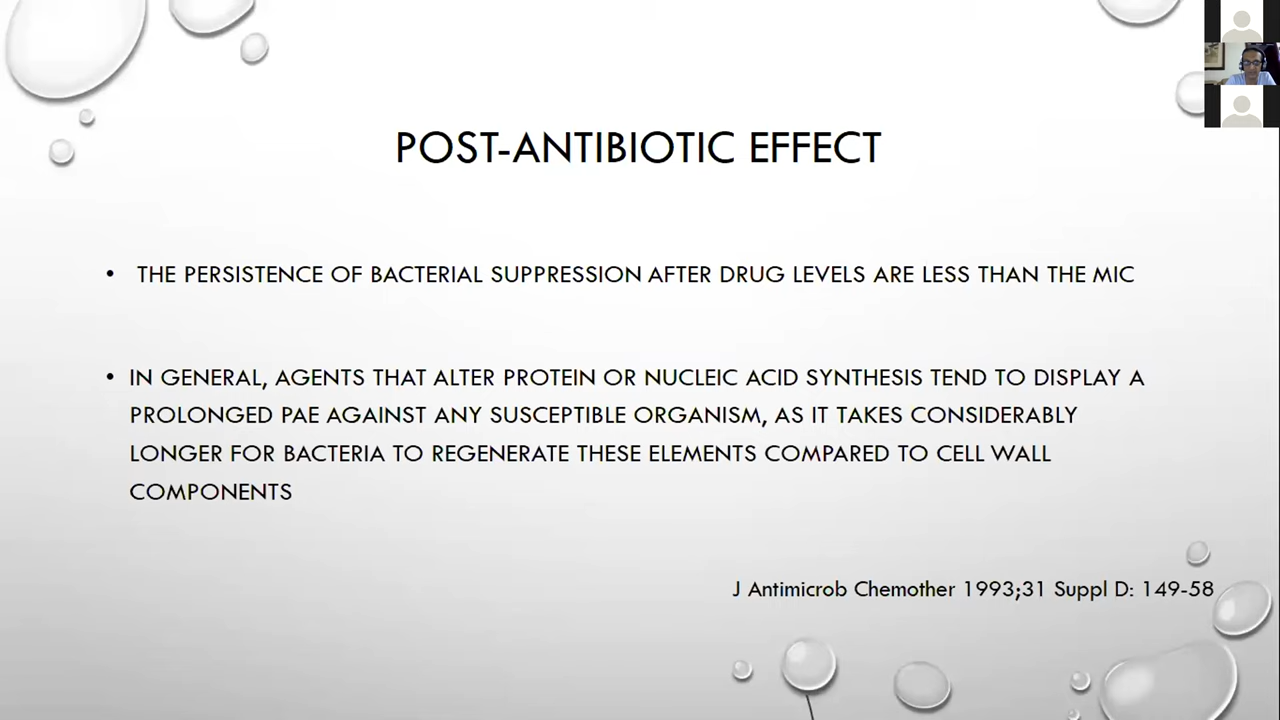 POST-ANTIBIOTIC EFFECT
• THE PERSISTENCE OF BACTERIAL SUPPRESSION AFTER DRUG LEVELS ARE LESS THAN THE MIC
• IN GENERAL, AGENTS THAT ALTER PROTEIN OR NUCLEIC ACID SYNTHESIS TEND TO DISPLAY A
PROLONGED PAE AGAINST ANY SUSCEPTIBLE ORGANISM, AS IT TAKES CONSIDERABLY
LONGER FOR BACTERIA TO REGENERATE THESE ELEMENTS COMPARED TO CELL WALL
COMPONENTS
J Antimicrob Chemother 1993;31 Suppl D: 149-58